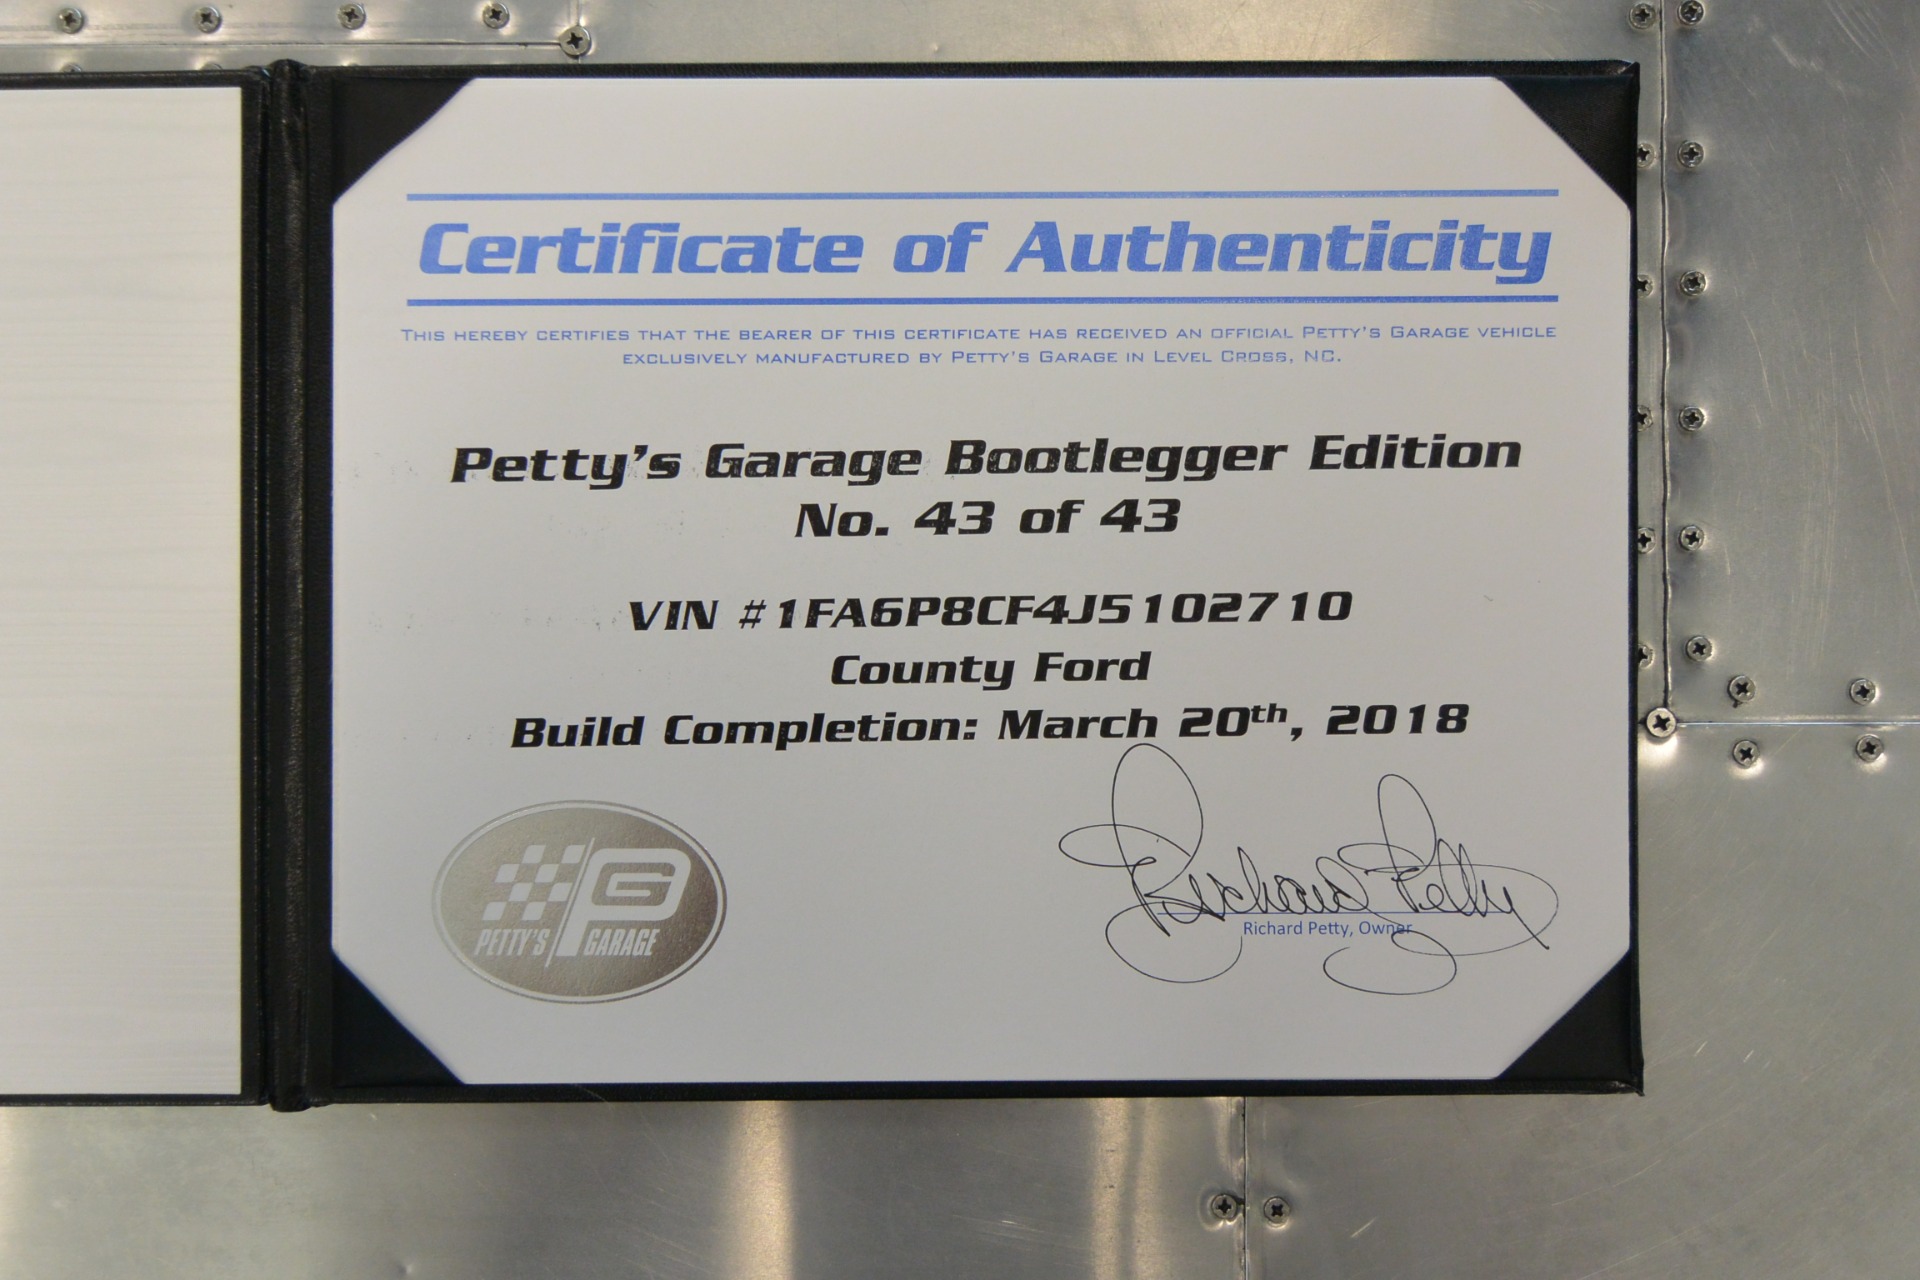 Certificate of Authenticity
This hereby certifies that the bearer of this certificate has received an official Petty's Garage vehicle
exclusively manufactured by Petty's Garage in Level Cross, NC.
Petty's Garage Bootlegger Edition
No. 43 of 43
VIN #1FA6P8CF4J5102710
County Ford
Build Completion: March 20th, 2018
PG
PETTY'S GARAGE
Richard Petty
Richard Petty, Owner